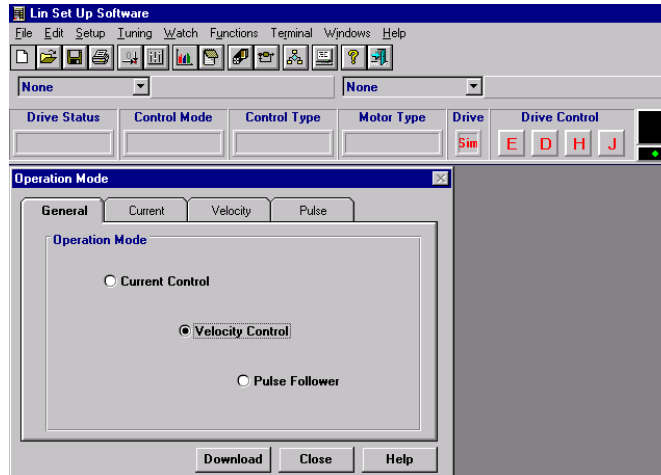 Lin Set Up Software
File Edit Setup Tuning Watch Functions Terminal Windows Help
None None
Drive Status Control Mode Control Type Motor Type Drive Drive Control
Sim E D H J
Operation Mode
General Current Velocity Pulse
Operation Mode
Current Control
Velocity Control
Pulse Follower
Download Close Help